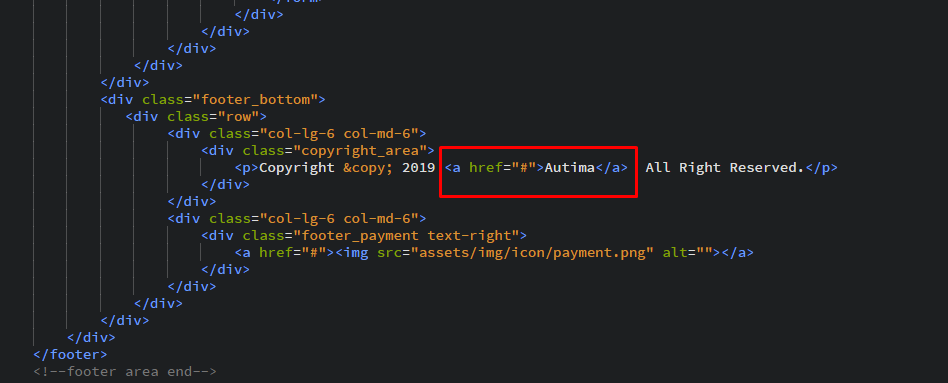 </div>
</div>
</div>
</div>
</div>
<div class="footer_bottom">
<div class="row">
<div class="col-lg-6 col-md-6">
<div class="copyright_area">
<p>Copyright &copy; 2019 <a href="#">Autima</a>  All Right Reserved.</p>
</div>
</div>
<div class="col-lg-6 col-md-6">
<div class="footer_payment text-right">
<a href="#"><img src="assets/img/icon/payment.png" alt=""></a>
</div>
</div>
</div>
</div>
</div>
</footer>
<!--footer area end-->